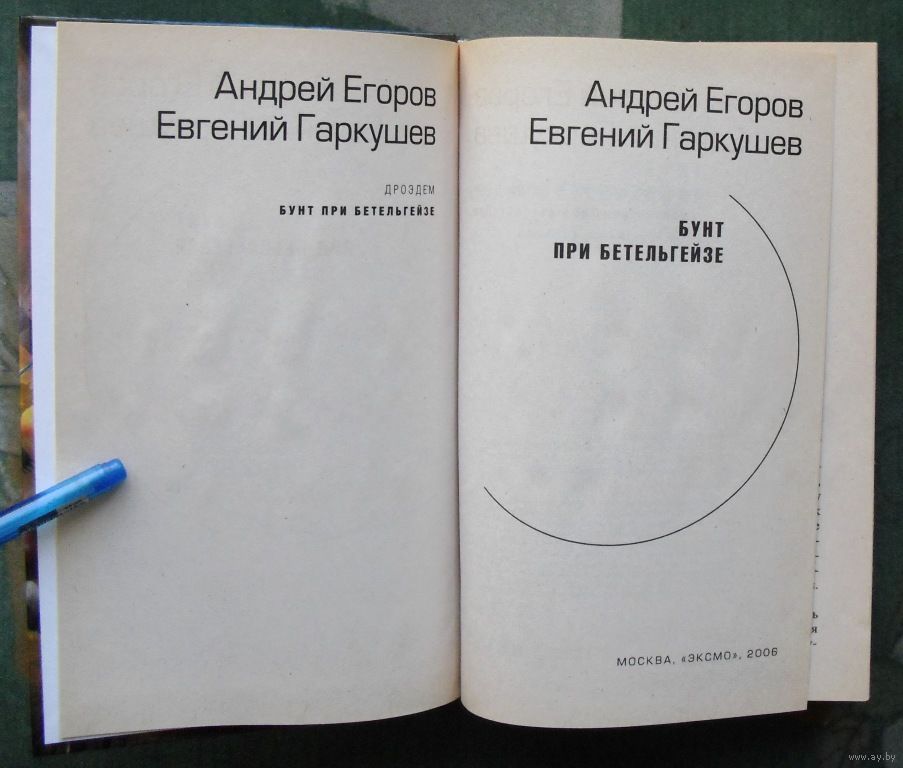 Андрей Егоров
Евгений Гаркушев
ДРОЭДЕМ
БУНТ ПРИ БЕТЕЛЬГЕЙЗЕ
Андрей Егоров
Евгений Гаркушев
БУНТ
ПРИ БЕТЕЛЬГЕЙЗЕ
МОСКВА, «ЭКСМО», 2006
www.ay.by